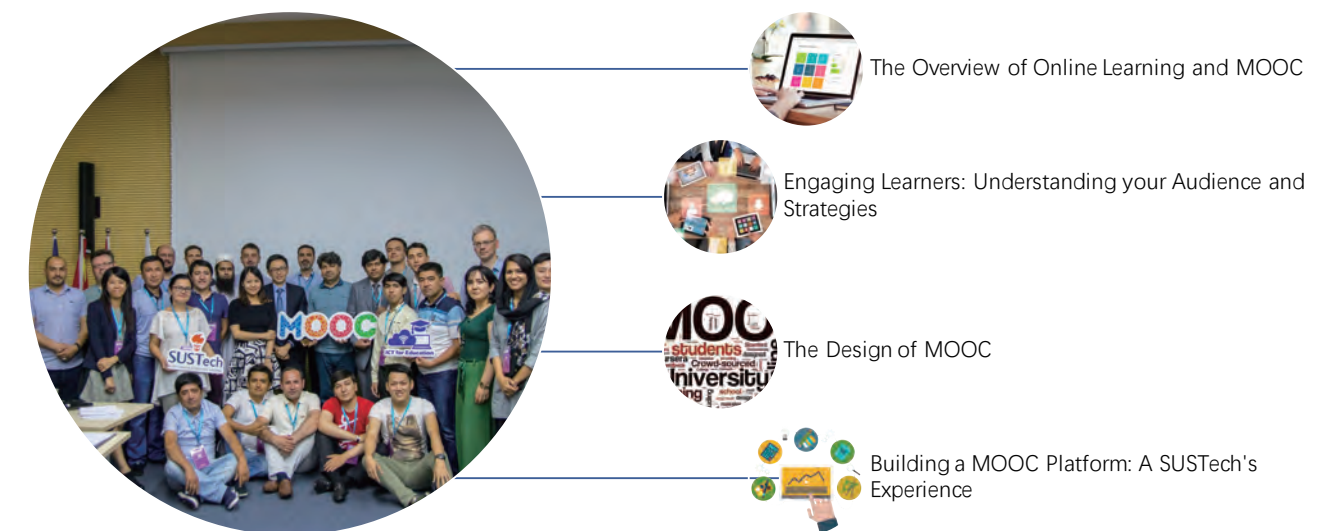 The Overview of Online Learning and MOOC
Engaging Learners: Understanding your Audience and
Strategies
MOOC
SUSTech
ICT for Education
MOOC
students
Crowd-sourced
University
school
The Design of MOOC
Building a MOOC Platform: A SUSTech's
Experience